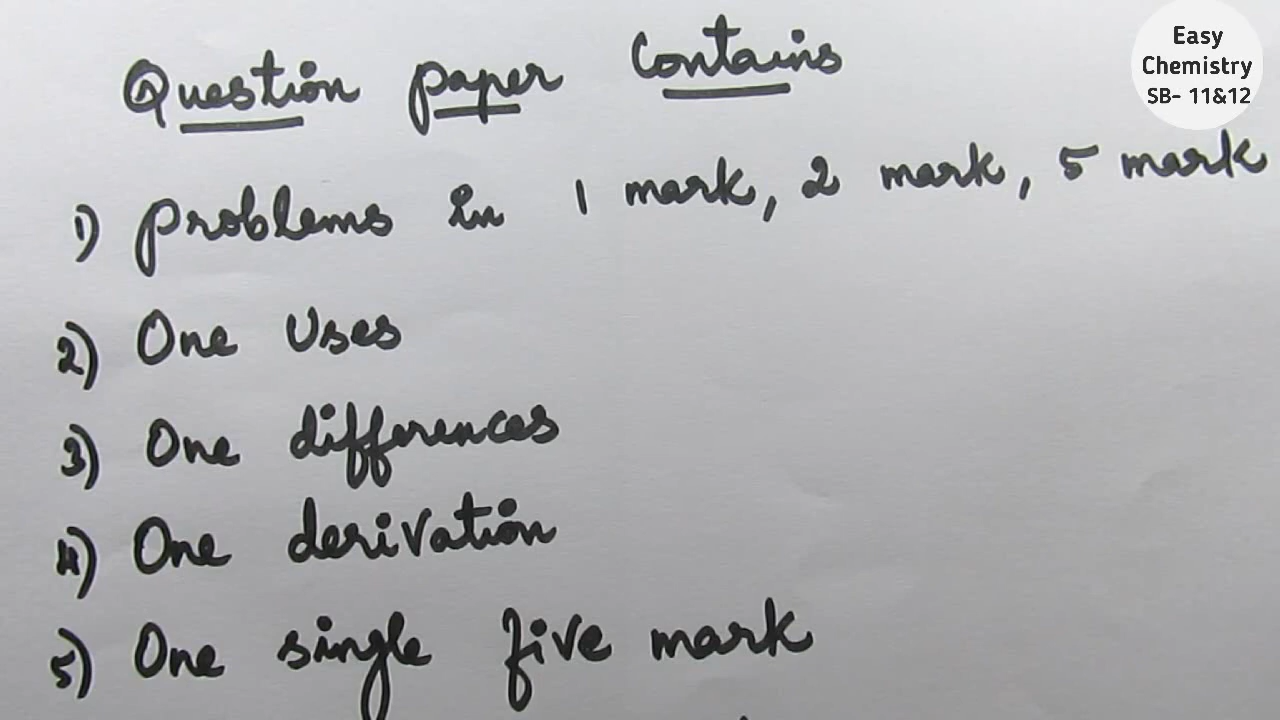 Easy
Chemistry
SB- 11&12
Question paper Contains
1) Problems in 1 mark, 2 mark, 5 mark
2) One Uses
3) One differences
4) One derivation
5) One single five mark